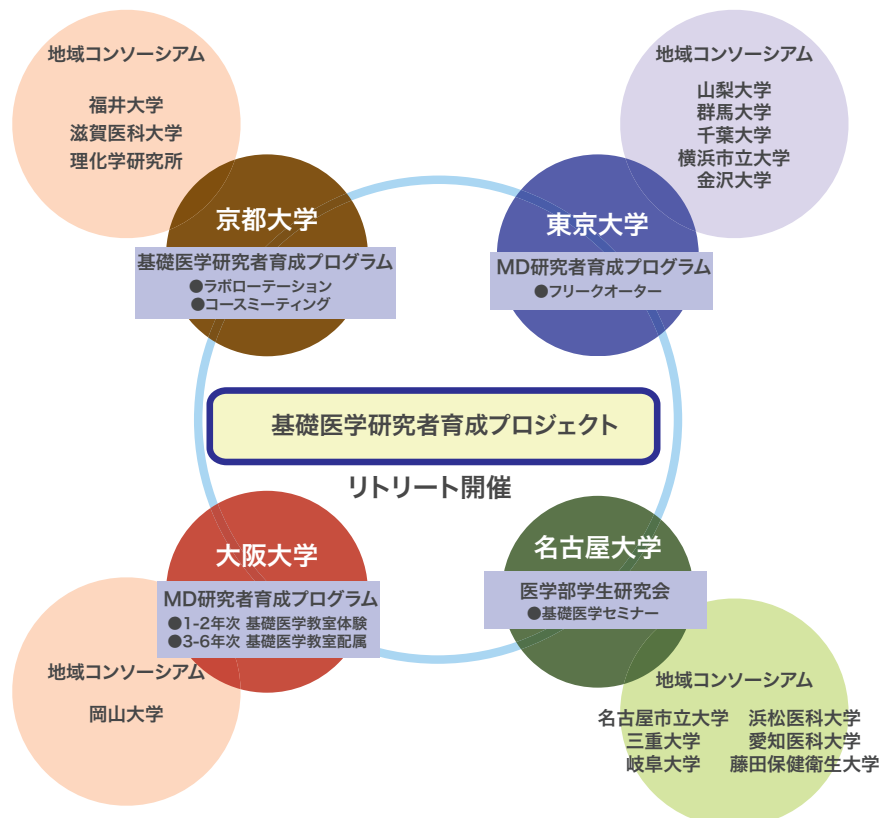 地域コンソーシアム
福井大学
滋賀医科大学
理化学研究所
京都大学
基礎医学研究者育成プログラム
●ラボローテーション
●コースミーティング
地域コンソーシアム
山梨大学
群馬大学
千葉大学
横浜市立大学
金沢大学
東京大学
MD研究者育成プログラム
●フリークオーター
基礎医学研究者育成プロジェクト
リトリート開催
大阪大学
MD研究者育成プログラム
●1-2年次 基礎医学教室体験
●3-6年次 基礎医学教室配属
地域コンソーシアム
岡山大学
名古屋大学
医学部学生研究会
●基礎医学セミナー
地域コンソーシアム
名古屋市立大学 浜松医科大学
三重大学 愛知医科大学
岐阜大学 藤田保健衛生大学